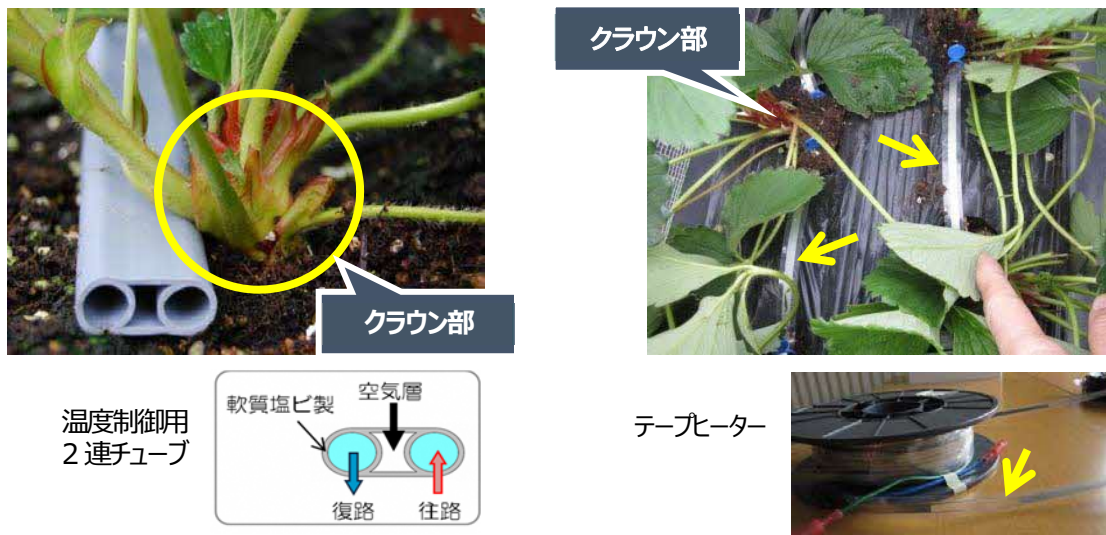 クラウン部
クラウン部
温度制御用
2連チューブ
軟質塩ビ製
空気層
復路
往路
テープヒーター